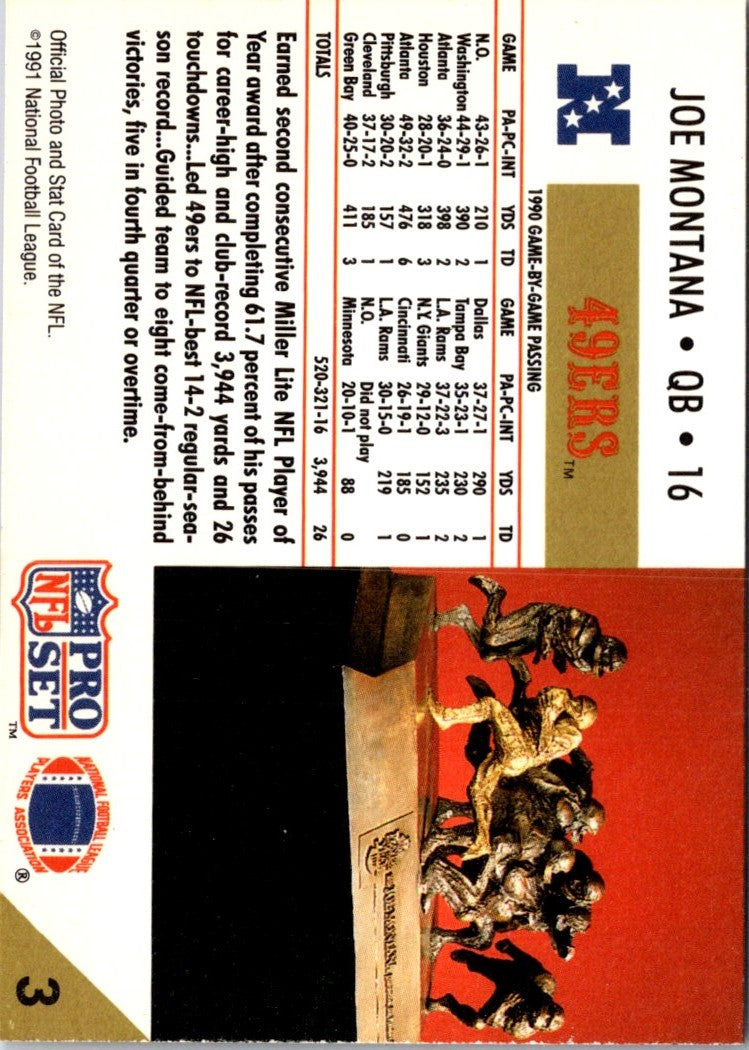 JOE MONTANA • QB • 16
N
49ERS™
1990 GAME-BY-GAME PASSING
GAME PA-PC-INT YDS TD GAME PA-PC-INT YDS TD
N.O. 43-26-1 210 1 Dallas 37-27-1 290 1
Washington 44-29-1 390 2 Tampa Bay 35-23-1 230 2
Atlanta 36-24-0 398 2 L.A. Rams 37-22-3 235 2
Houston 28-20-1 318 3 N.Y. Giants 29-12-0 152 1
Atlanta 49-32-2 476 6 Cincinnati 26-19-1 185 0
Pittsburgh 30-20-2 157 1 L.A. Rams 30-15-0 219 1
Cleveland 37-17-2 185 1 N.O. Did not play
Green Bay 40-25-0 411 3 Minnesota 20-10-1 88 0
TOTALS 520-321-16 3,944 26
Earned second consecutive Miller Lite NFL Player of
Year award after completing 61.7 percent of his passes
for career-high and club-record 3,944 yards and 26
touchdowns...Led 49ers to NFL-best 14-2 regular-sea-
son record...Guided team to eight come-from-behind
victories, five in fourth quarter or overtime.
Official Photo and Stat Card of the NFL.
©1991 National Football League.
NFL
PRO
SET
™
NATIONAL FOOTBALL LEAGUE
PLAYERS ASSOCIATION
®
3